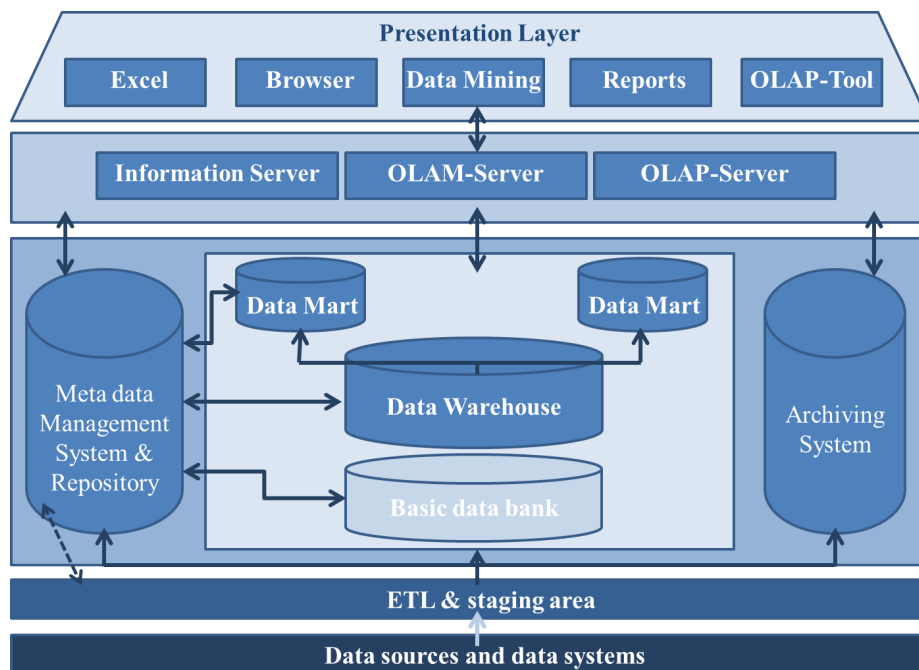 Presentation Layer
Excel
Browser
Data Mining
Reports
OLAP-Tool
Information Server
OLAM-Server
OLAP-Server
Data Mart
Data Mart
Meta data
Management
System &
Repository
Data Warehouse
Archiving
System
Basic data bank
ETL & staging area
Data sources and data systems